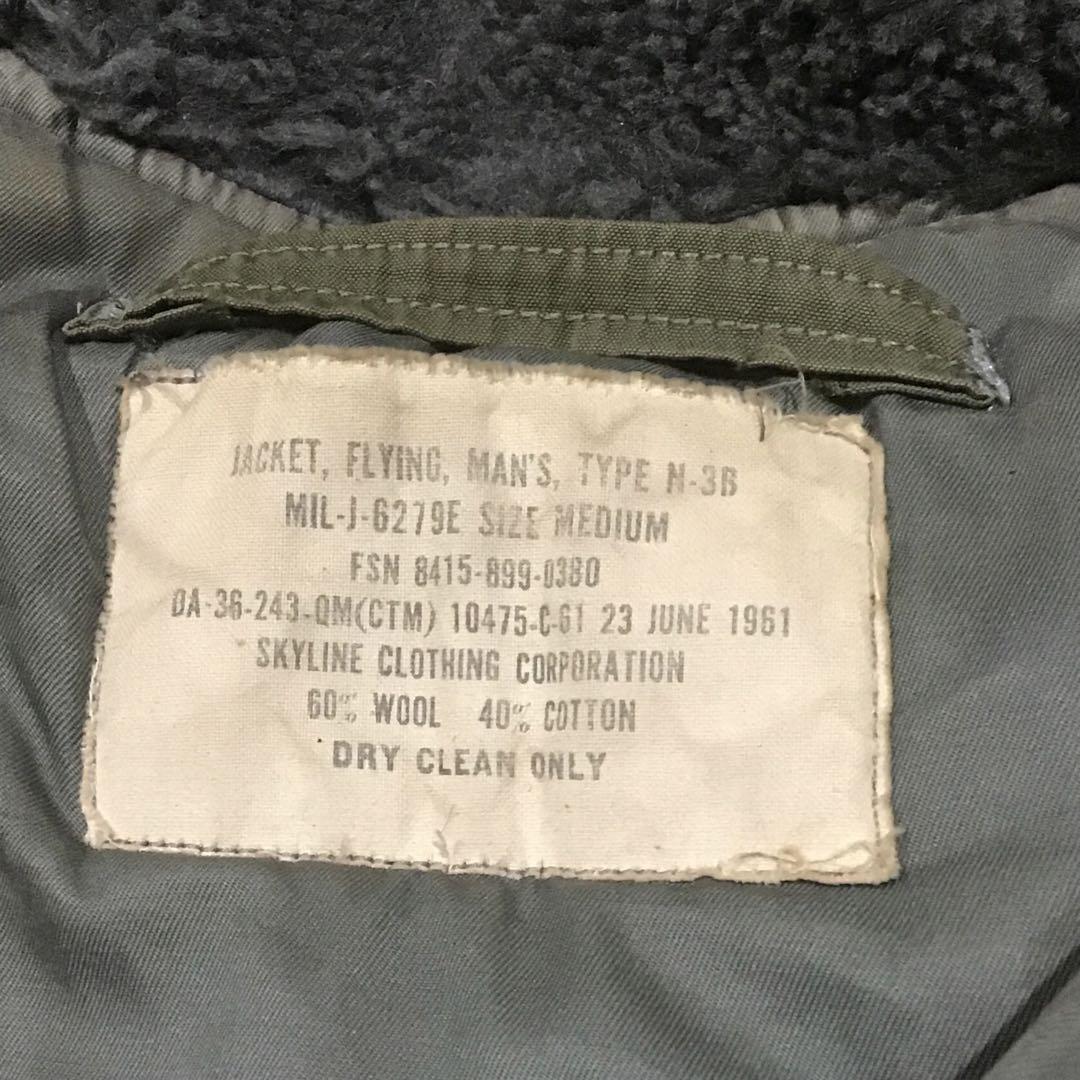 JACKET, FLYING, MAN'S, TYPE N-3B
MIL-J-6279E SIZE MEDIUM
FSN 8415-899-0380
DA-36-243-QM(CTM) 10475-C-61 23 JUNE 1961
SKYLINE CLOTHING CORPORATION
60% WOOL 40% COTTON
DRY CLEAN ONLY